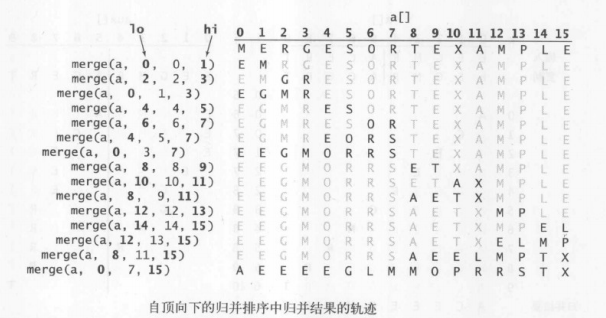 a[]
lo hi 0 1 2 3 4 5 6 7 8 9 10 11 12 13 14 15
M E R G E S O R T E X A M P L E
merge(a, 0, 0, 1) E M R G E S O R T E X A M P L E
merge(a, 2, 2, 3) E M G R E S O R T E X A M P L E
merge(a, 0, 1, 3) E G M R E S O R T E X A M P L E
merge(a, 4, 4, 5) E G M R E S O R T E X A M P L E
merge(a, 6, 6, 7) E G M R E S O R T E X A M P L E
merge(a, 4, 5, 7) E G M R E O R S T E X A M P L E
merge(a, 0, 3, 7) E E G M O R R S T E X A M P L E
merge(a, 8, 8, 9) E E G M O R R S E T X A M P L E
merge(a, 10, 10, 11) E E G M O R R S E T A X M P L E
merge(a, 8, 9, 11) E E G M O R R S A E T X M P L E
merge(a, 12, 12, 13) E E G M O R R S A E T X M P L E
merge(a, 14, 14, 15) E E G M O R R S A E T X M P E L
merge(a, 12, 13, 15) E E G M O R R S A E T X E L M P
merge(a, 8, 11, 15) E E G M O R R S A E E L M P T X
merge(a, 0, 7, 15) A E E E E G L M M O P R R S T X
自顶向下的归并排序中归并结果的轨迹